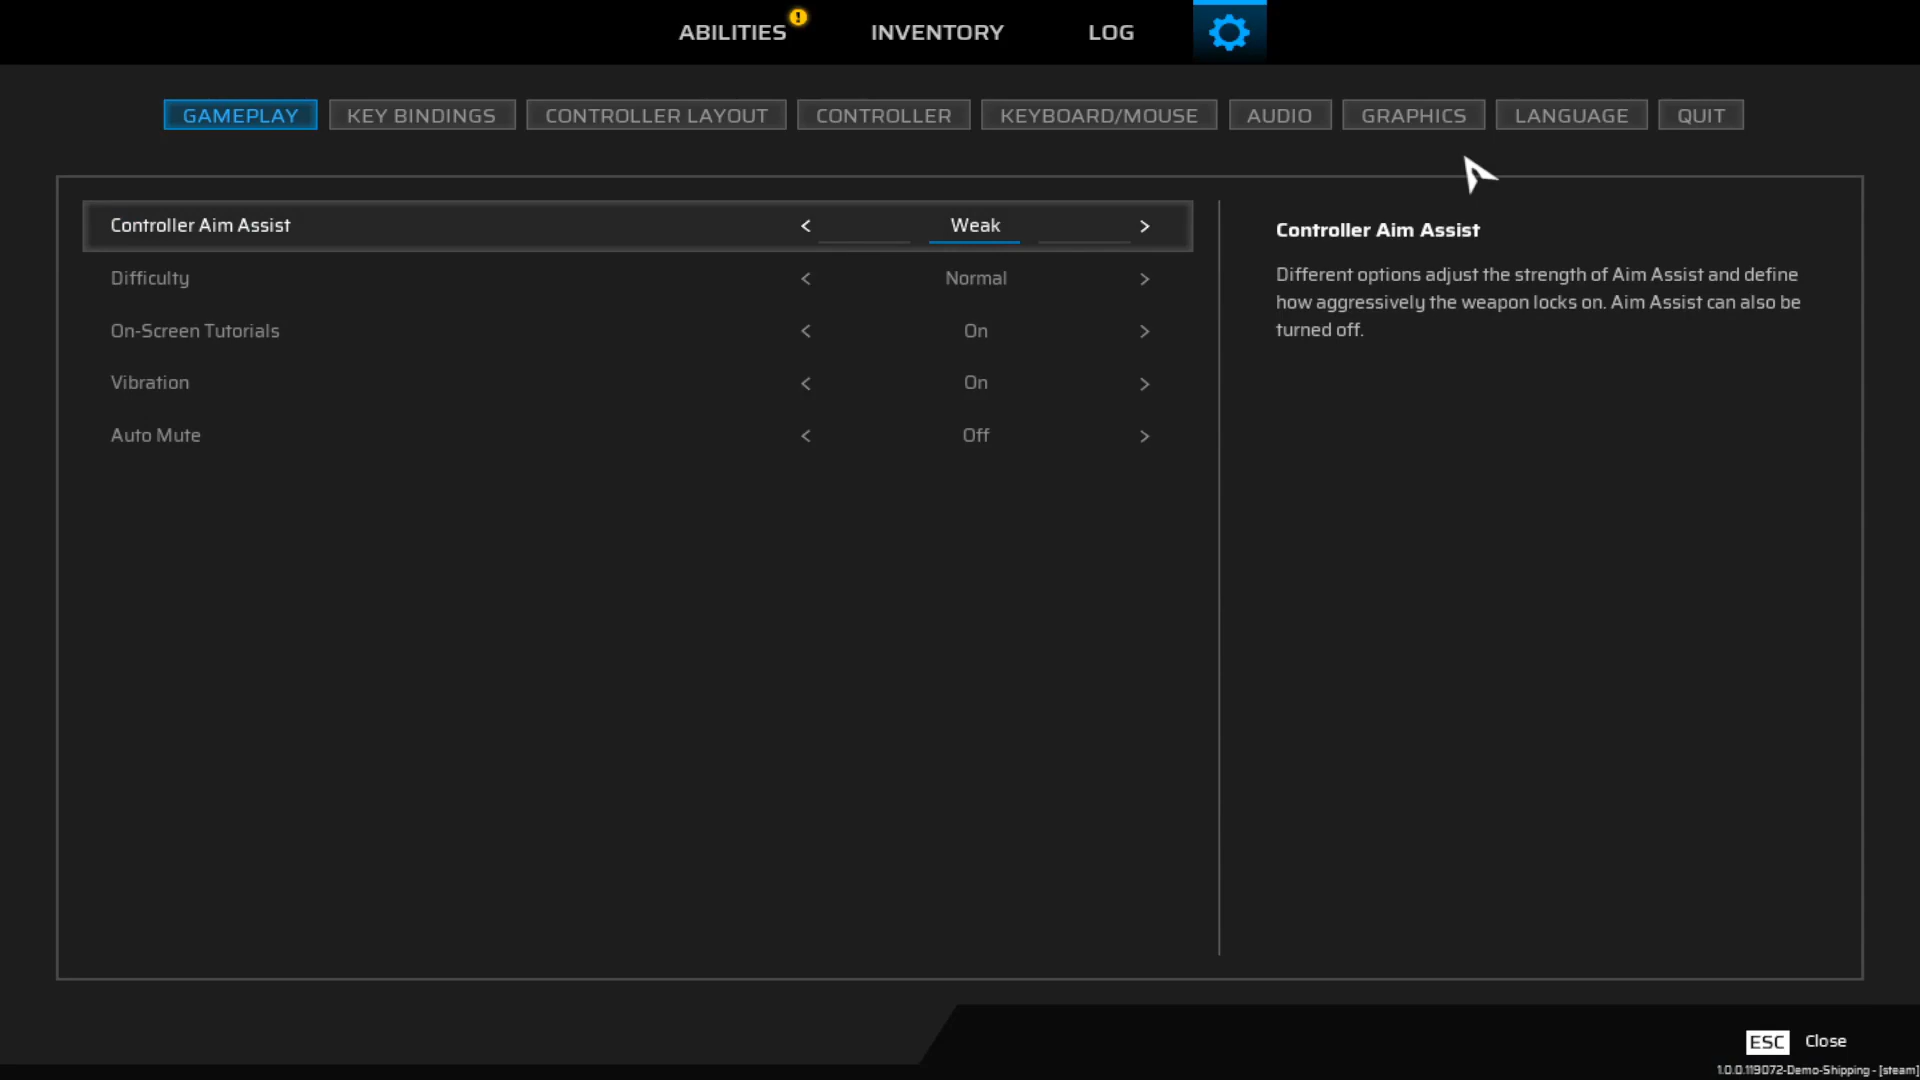 ABILITIES ! INVENTORY LOG
GAMEPLAY KEY BINDINGS CONTROLLER LAYOUT CONTROLLER KEYBOARD/MOUSE AUDIO GRAPHICS LANGUAGE QUIT
Controller Aim Assist < Weak >
Difficulty < Normal >
On-Screen Tutorials < On >
Vibration < On >
Auto Mute < Off >
Controller Aim Assist
Different options adjust the strength of Aim Assist and define
how aggressively the weapon locks on. Aim Assist can also be
turned off.
ESC Close
1.0.0.119072-Demo-Shipping - [steam]